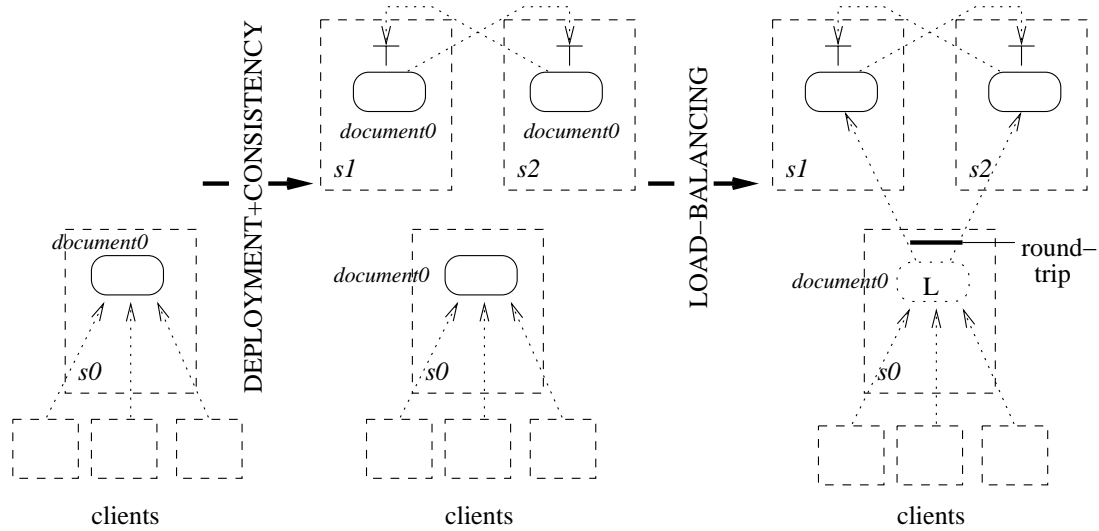 document0
s0
clients
DEPLOYMENT+CONSISTENCY
document0
document0
s1
s2
document0
s0
clients
LOAD−BALANCING
s1
s2
round−
trip
document0
L
s0
clients